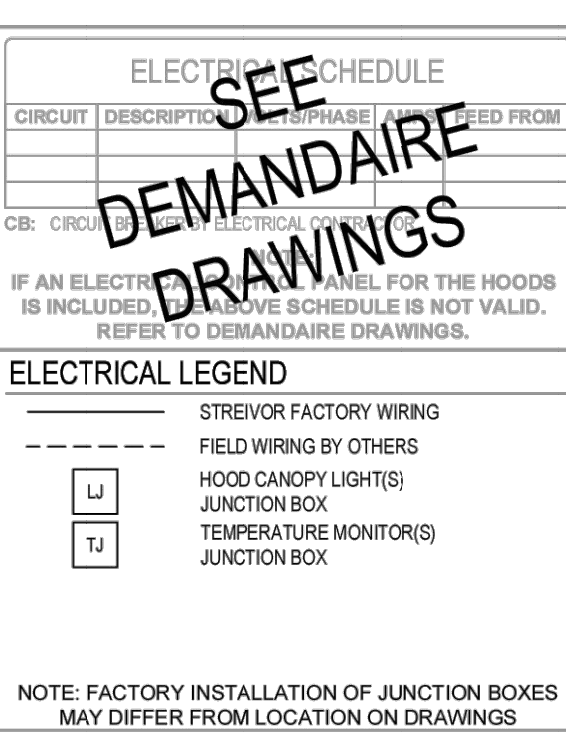 ELECTRICAL SCHEDULE
CIRCUIT DESCRIPTION VOLTS/PHASE AMPS FEED FROM
SEE
DEMANDAIRE
DRAWINGS
CB: CIRCUIT BREAKER BY ELECTRICAL CONTRACTOR
NOTE:
IF AN ELECTRICAL CONTROL PANEL FOR THE HOODS
IS INCLUDED, THE ABOVE SCHEDULE IS NOT VALID.
REFER TO DEMANDAIRE DRAWINGS.
ELECTRICAL LEGEND
STREIVOR FACTORY WIRING
FIELD WIRING BY OTHERS
LJ HOOD CANOPY LIGHT(S)
JUNCTION BOX
TJ TEMPERATURE MONITOR(S)
JUNCTION BOX
NOTE: FACTORY INSTALLATION OF JUNCTION BOXES
MAY DIFFER FROM LOCATION ON DRAWINGS